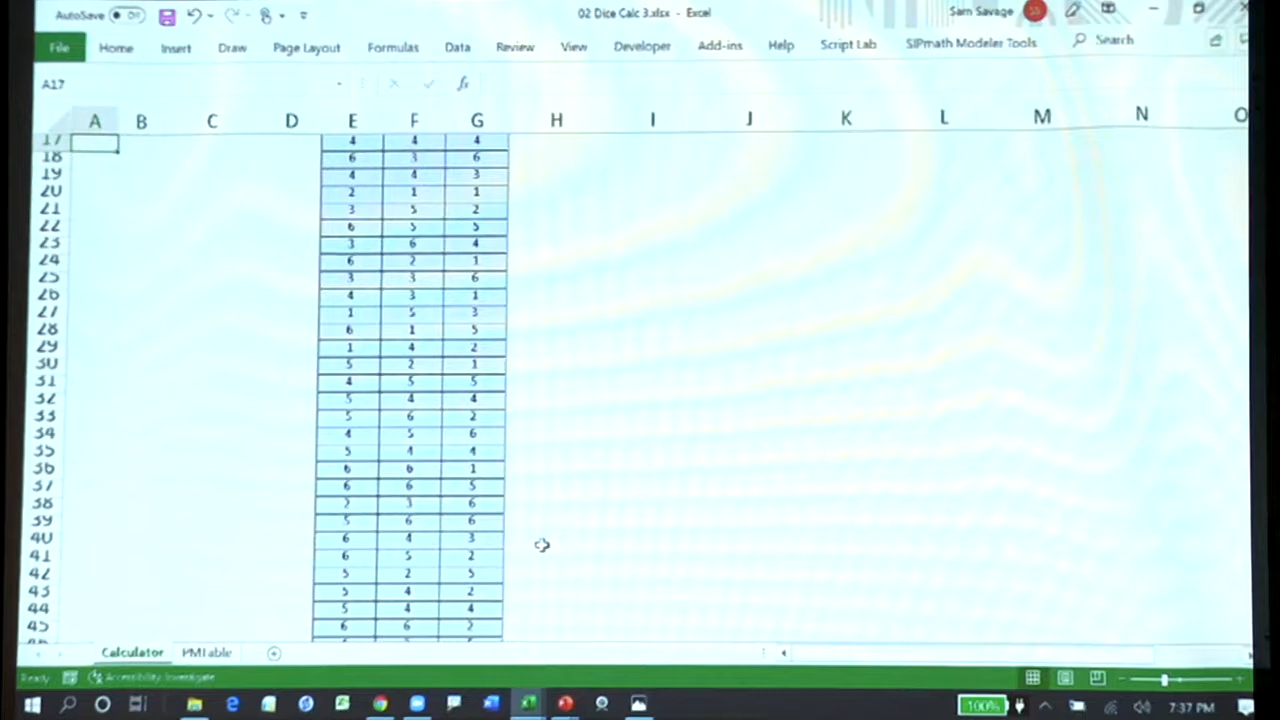 AutoSave Off 02 Dice Calc 3.xlsx - Excel Sam Savage SS
File Home Insert Draw Page Layout Formulas Data Review View Developer Add-ins Help Script Lab SIPmath Modeler Tools Search
A17 fx
A B C D E F G H I J K L M N O
17 4 4 4
18 6 3 6
19 4 4 3
20 2 1 1
21 3 5 2
22 6 5 5
23 3 6 4
24 6 2 1
25 3 3 6
26 4 3 1
27 1 5 3
28 6 1 5
29 1 4 2
30 5 2 1
31 4 5 5
32 5 4 4
33 5 6 2
34 4 5 6
35 5 4 4
36 6 6 1
37 6 6 5
38 2 3 6
39 5 6 6
40 6 4 3
41 6 5 2
42 5 2 5
43 5 4 2
44 5 4 4
45 6 6 2
Calculator PMTable
Ready Accessibility: Investigate
100% 7:37 PM